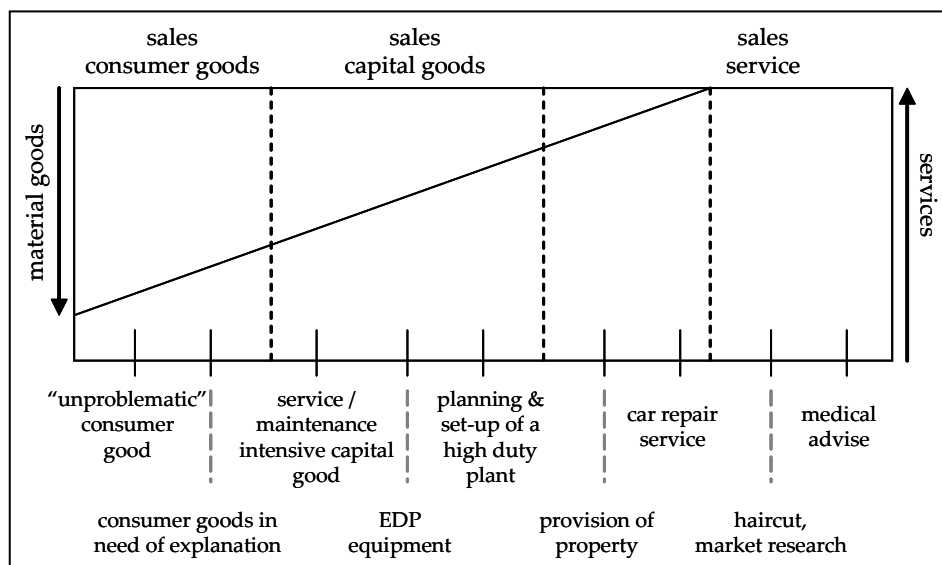 sales
consumer goods
sales
capital goods
sales
service
material goods
services
“unproblematic”
consumer
good
service /
maintenance
intensive capital
good
planning &
set-up of a
high duty
plant
car repair
service
medical
advise
consumer goods in
need of explanation
EDP
equipment
provision of
property
haircut,
market research